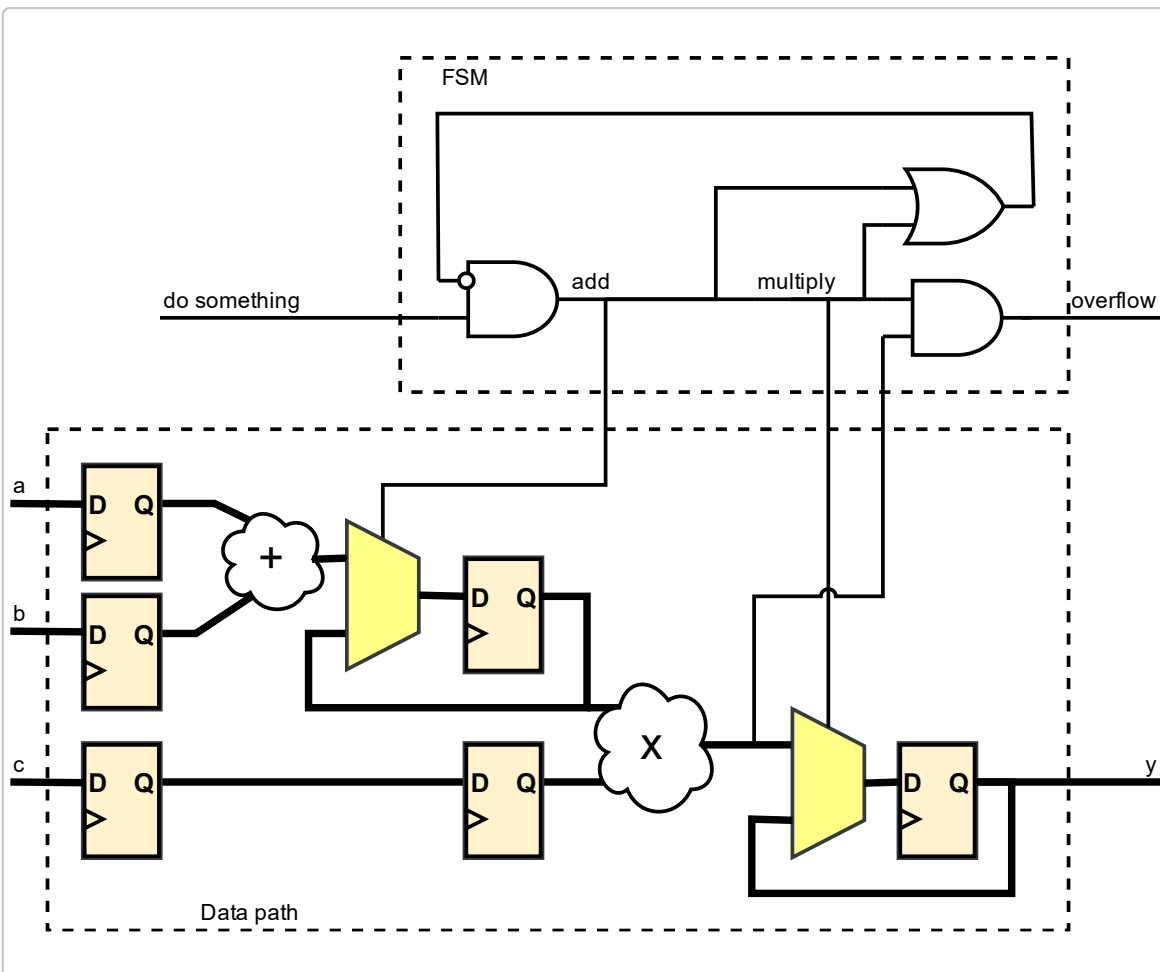 FSM
add
multiply
do something
overflow
a
D Q
+
b
D Q
D Q
X
c
D Q
D Q
D Q
y
Data path